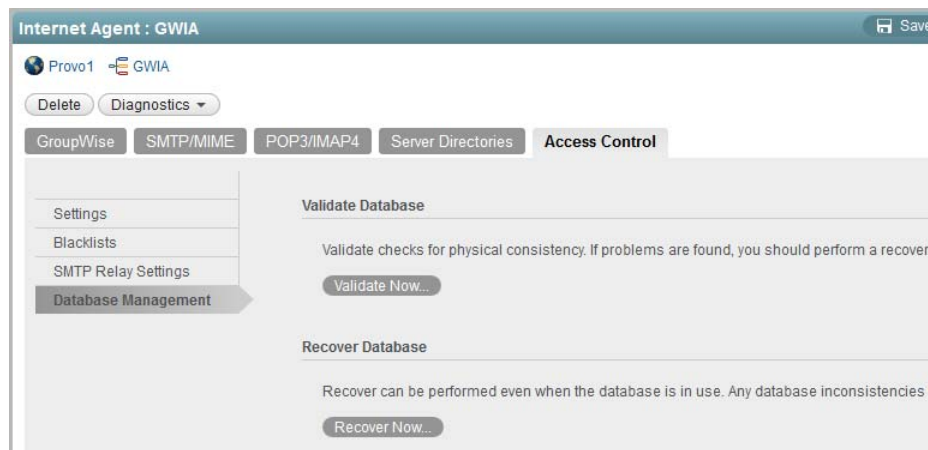 Internet Agent : GWIA
Save
Provo1 GWIA
Delete Diagnostics
GroupWise SMTP/MIME POP3/IMAP4 Server Directories Access Control
Settings
Blacklists
SMTP Relay Settings
Database Management
Validate Database
Validate checks for physical consistency. If problems are found, you should perform a recover
Validate Now...
Recover Database
Recover can be performed even when the database is in use. Any database inconsistencies
Recover Now...